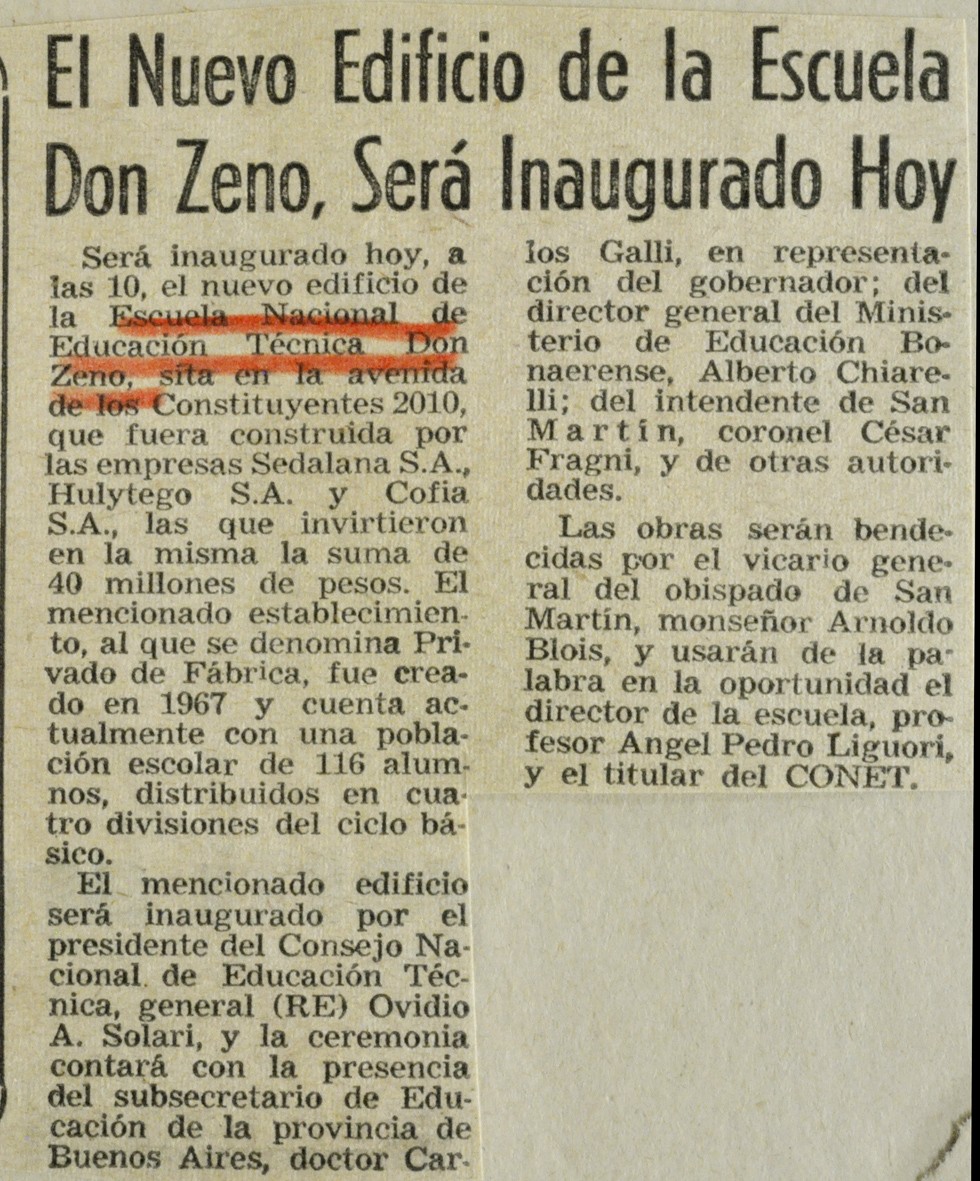 El Nuevo Edificio de la Escuela
Don Zeno, Será Inaugurado Hoy
Será inaugurado hoy, a
las 10, el nuevo edificio de
la Escuela Nacional de
Educación Técnica Don
Zeno, sita en la avenida
de los Constituyentes 2010,
que fuera construida por
las empresas Sedalana S.A.,
Hulytego S.A. y Cofia
S.A., las que invirtieron
en la misma la suma de
40 millones de pesos. El
mencionado establecimien-
to, al que se denomina Pri-
vado de Fábrica, fue crea-
do en 1967 y cuenta ac-
tualmente con una pobla-
ción escolar de 116 alum-
nos, distribuidos en cua-
tro divisiones del ciclo bá-
sico.
El mencionado edificio
será inaugurado por el
presidente del Consejo Na-
cional de Educación Téc-
nica, general (RE) Ovidio
A. Solari, y la ceremonia
contará con la presencia
del subsecretario de Edu-
cación de la provincia de
Buenos Aires, doctor Car-
los Galli, en representa-
ción del gobernador; del
director general del Minis-
terio de Educación Bo-
naerense, Alberto Chiare-
lli; del intendente de San
Martín, coronel César
Fragni, y de otras autori-
dades.
Las obras serán bende-
cidas por el vicario gene-
ral del obispado de San
Martín, monseñor Arnoldo
Blois, y usarán de la pa-
labra en la oportunidad el
director de la escuela, pro-
fesor Angel Pedro Liguori,
y el titular del CONET.